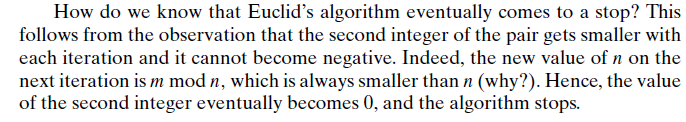 How do we know that Euclid's algorithm eventually comes to a stop? This
follows from the observation that the second integer of the pair gets smaller with
each iteration and it cannot become negative. Indeed, the new value of n on the
next iteration is m mod n, which is always smaller than n (why?). Hence, the value
of the second integer eventually becomes 0, and the algorithm stops.